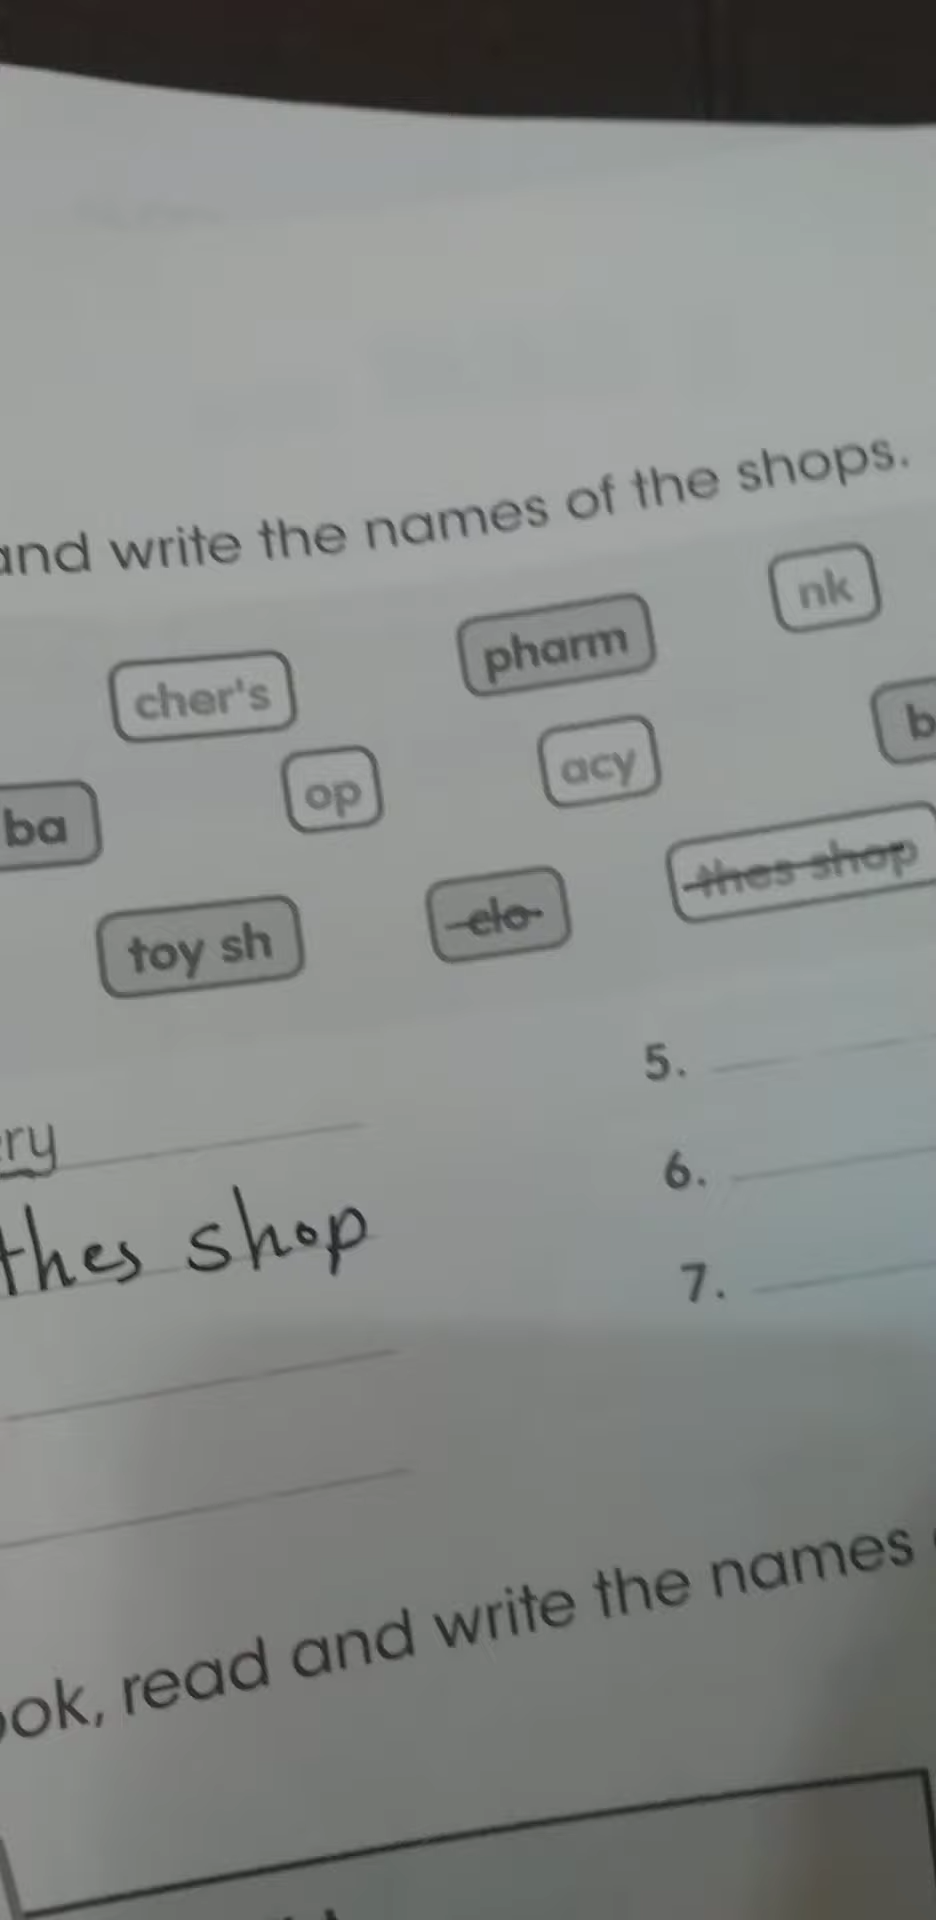 and write the names of the shops.
nk
pharm
cher's
b
acy
op
ba
thes shop
clo
toy sh
5.
ry
6.
thes shop
7.
ok, read and write the names